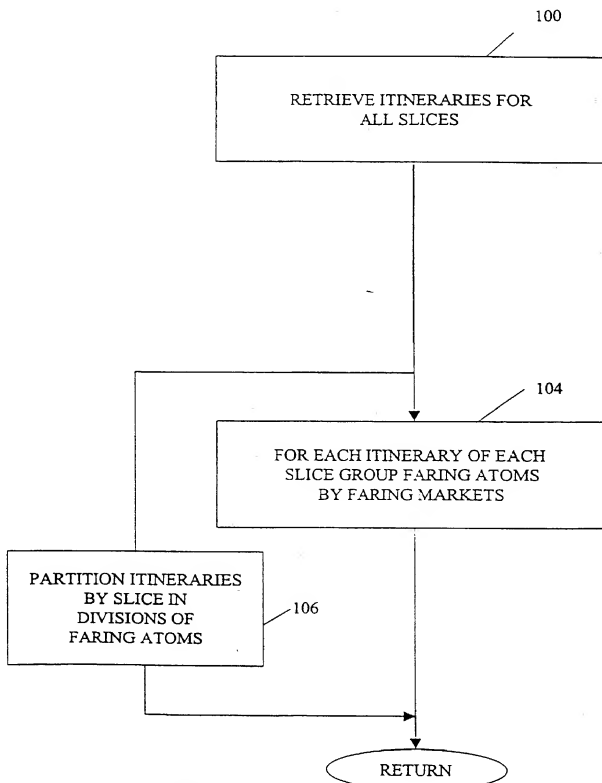 100
RETRIEVE ITINERARIES FOR
ALL SLICES
104
FOR EACH ITINERARY OF EACH
SLICE GROUP FARING ATOMS
BY FARING MARKETS
PARTITION ITINERARIES
BY SLICE IN
DIVISIONS OF
FARING ATOMS
106
RETURN